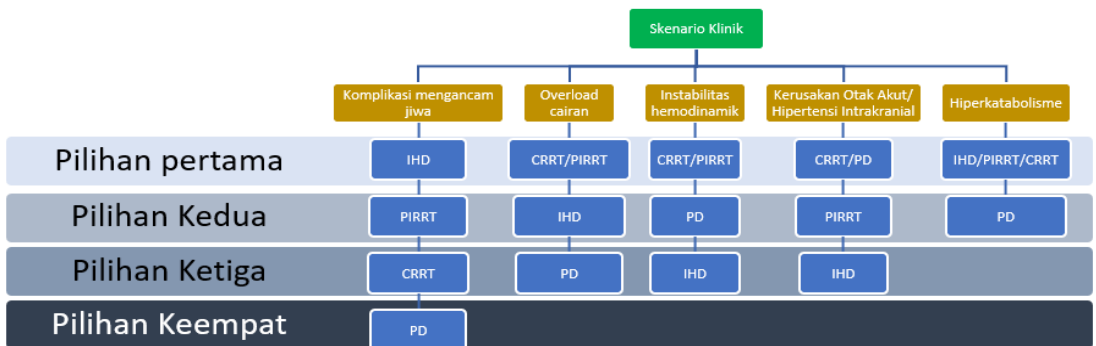 Skenario Klinik
Komplikasi mengancam
jiwa
Overload
cairan
Instabilitas
hemodinamik
Kerusakan Otak Akut/
Hipertensi Intrakranial
Hiperkatabolisme
Pilihan pertama
IHD
CRRT/PIRRT
CRRT/PIRRT
CRRT/PD
IHD/PIRRT/CRRT
Pilihan Kedua
PIRRT
IHD
PD
PIRRT
PD
Pilihan Ketiga
CRRT
PD
IHD
IHD
Pilihan Keempat
PD